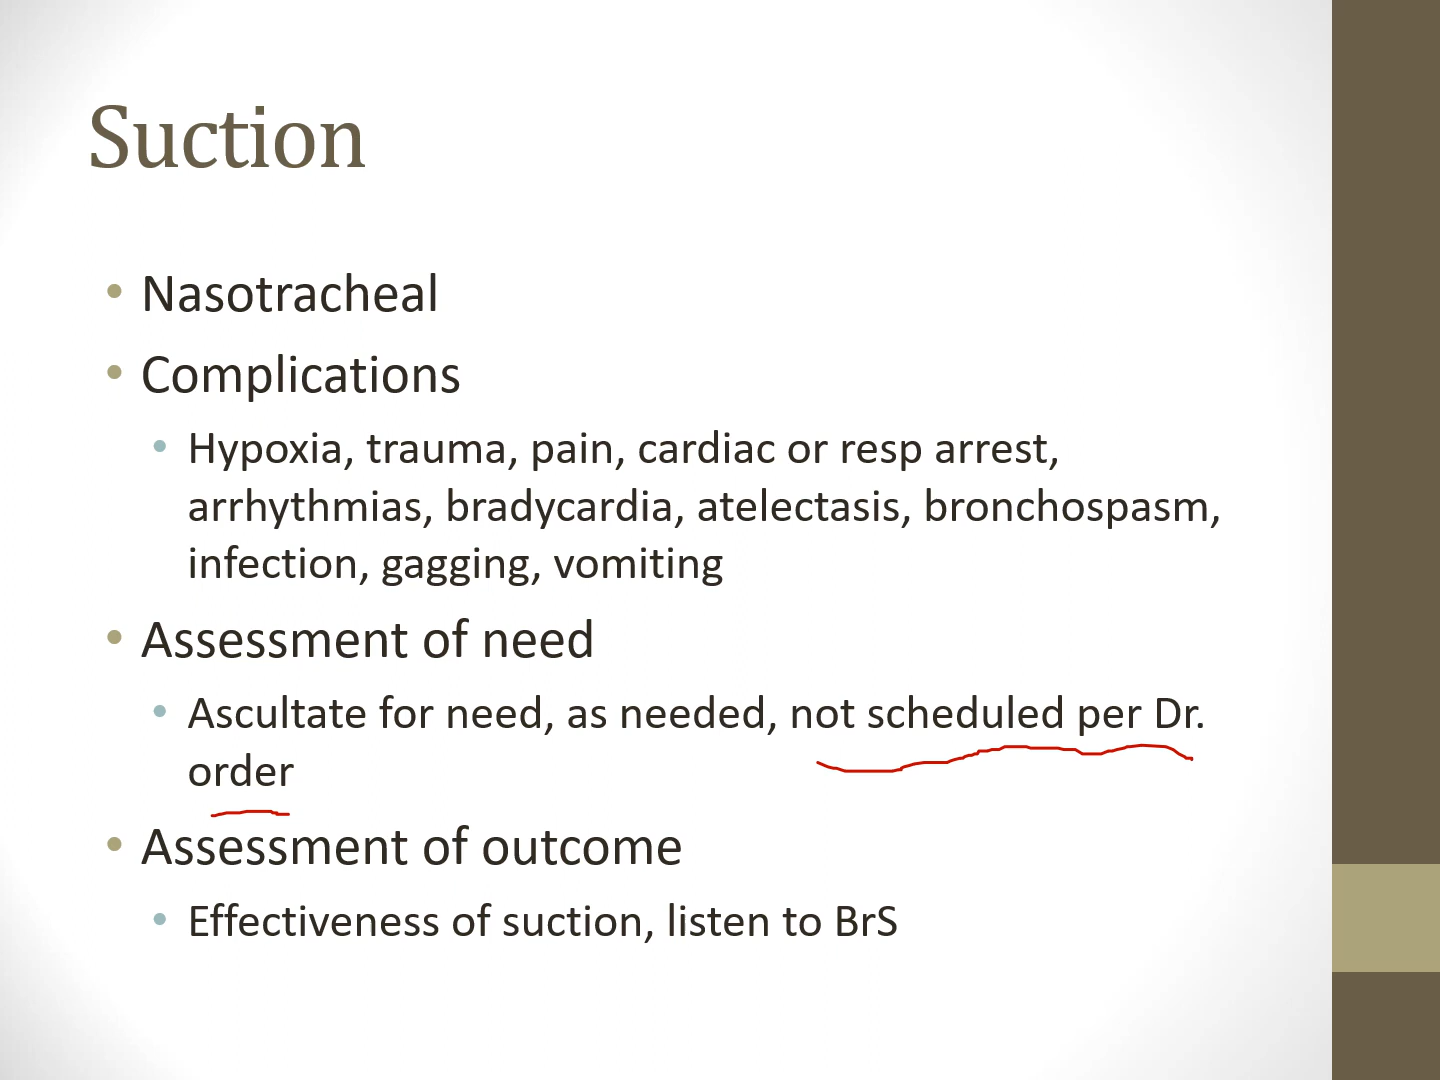 Suction
• Nasotracheal
• Complications
• Hypoxia, trauma, pain, cardiac or resp arrest,
arrhythmias, bradycardia, atelectasis, bronchospasm,
infection, gagging, vomiting
• Assessment of need
• Ascultate for need, as needed, not scheduled per Dr.
order
• Assessment of outcome
• Effectiveness of suction, listen to BrS